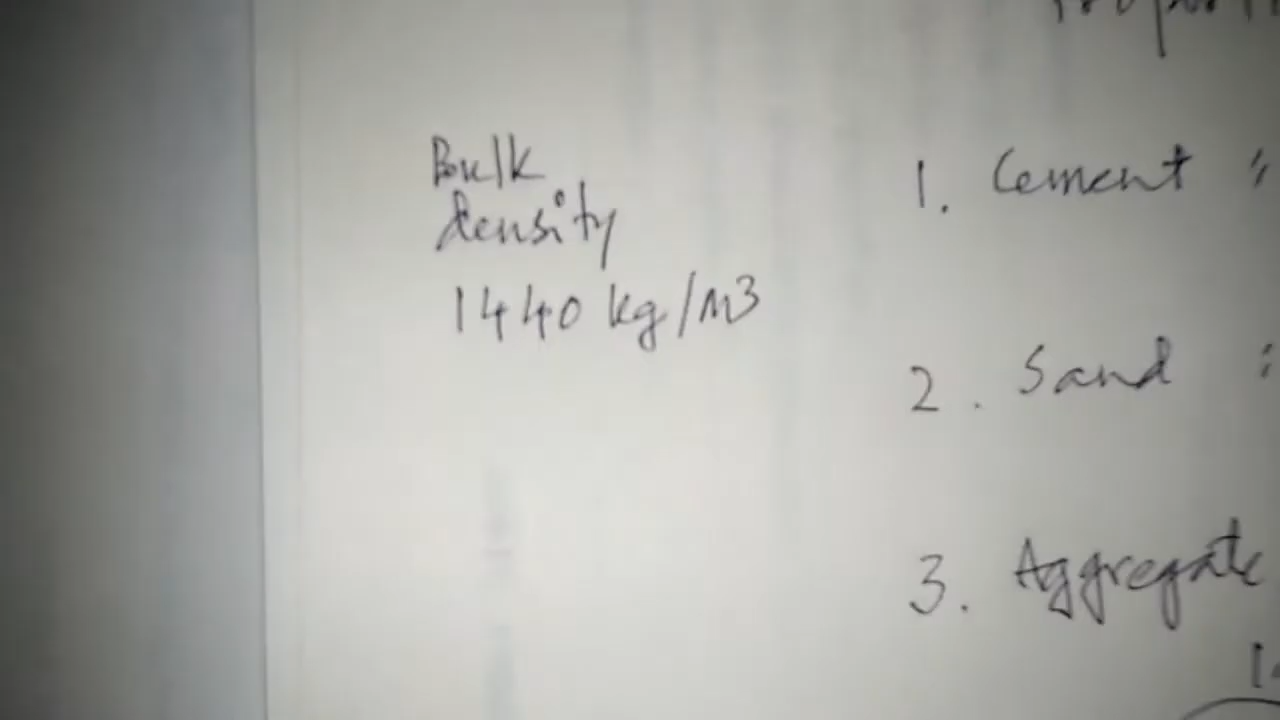 Bulk
density
1440 kg/m3
1. Cement :
2. Sand :
3. Aggregate